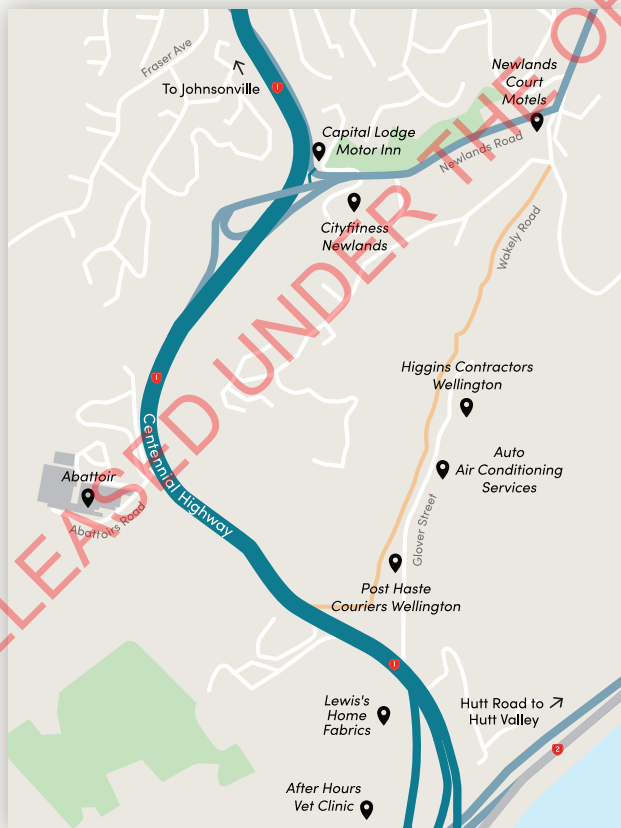 Fraser Ave
To Johnsonville
1
Newlands
Court
Motels
Capital Lodge
Motor Inn
Newlands Road
Cityfitness
Newlands
Wakely Road
1
Higgins Contractors
Wellington
Centennial Highway
Auto
Air Conditioning
Services
Abattoir
Abattoirs Road
Glover Street
Post Haste
Couriers Wellington
1
Lewis's
Home
Fabrics
Hutt Road to
Hutt Valley
2
After Hours
Vet Clinic
LEASED UNDER THE OF